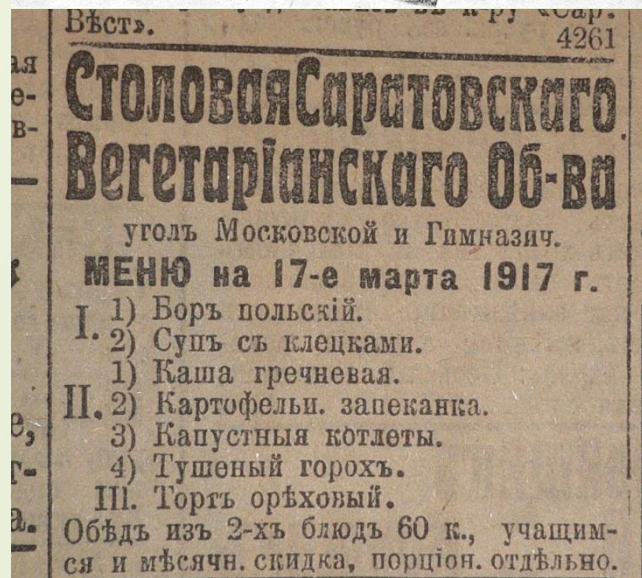 Вѣст».
4261
Столовая Саратовскаго
Вегетаріанскаго Об-ва
уголъ Московской и Гимназич.
МЕНЮ на 17-е марта 1917 г.
I. 1) Боръ польскій.
2) Супъ съ клецками.
1) Каша гречневая.
II. 2) Картофельн. запеканка.
3) Капустныя котлеты.
4) Тушеный горохъ.
III. Тортъ орѣховый.
Обѣдъ изъ 2-хъ блюдъ 60 к., учащим-
ся и мѣсячн. скидка, порціон. отдѣльно.